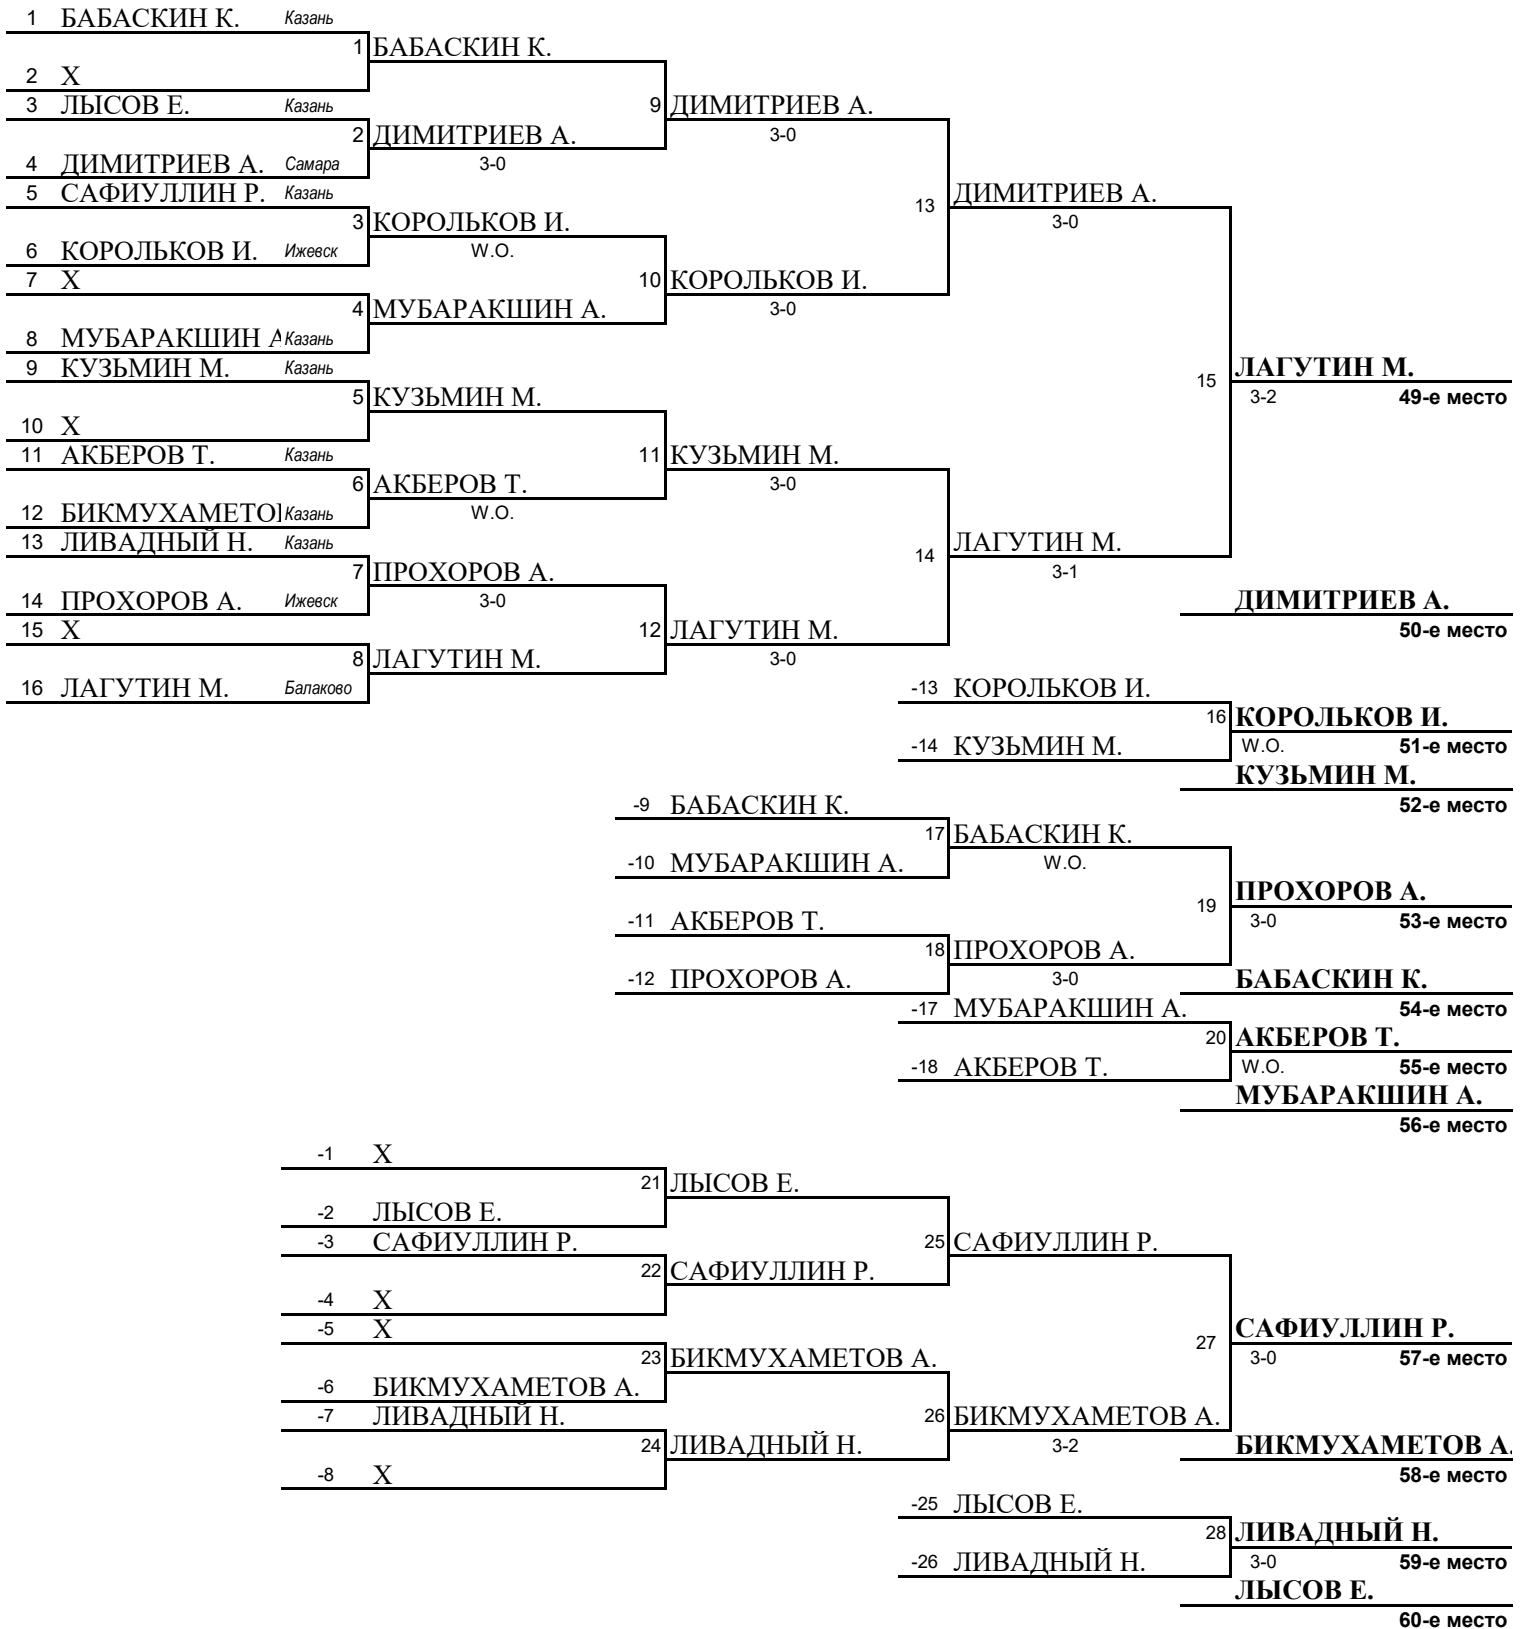 1 БАБАСКИН К. Казань
1 БАБАСКИН К.
2 X
3 ЛЫСОВ Е. Казань 9 ДИМИТРИЕВ А.
2 ДИМИТРИЕВ А. 3-0
4 ДИМИТРИЕВ А. Самара 3-0
5 САФИУЛЛИН Р. Казань 13 ДИМИТРИЕВ А.
3 КОРОЛЬКОВ И. 3-0
6 КОРОЛЬКОВ И. Ижевск W.O.
7 X 10 КОРОЛЬКОВ И.
4 МУБАРАКШИН А. 3-0
8 МУБАРАКШИН А Казань
9 КУЗЬМИН М. Казань 15 ЛАГУТИН М.
5 КУЗЬМИН М. 3-2 49-е место
10 X
11 АКБЕРОВ Т. Казань 11 КУЗЬМИН М.
6 АКБЕРОВ Т. 3-0
12 БИКМУХАМЕТО Казань W.O.
13 ЛИВАДНЫЙ Н. Казань 14 ЛАГУТИН М.
7 ПРОХОРОВ А. 3-1
14 ПРОХОРОВ А. Ижевск 3-0 ДИМИТРИЕВ А.
15 X 12 ЛАГУТИН М. 50-е место
8 ЛАГУТИН М. 3-0
16 ЛАГУТИН М. Балаково -13 КОРОЛЬКОВ И.
16 КОРОЛЬКОВ И.
-14 КУЗЬМИН М. W.O. 51-е место
КУЗЬМИН М.
-9 БАБАСКИН К. 52-е место
17 БАБАСКИН К.
-10 МУБАРАКШИН А. W.O.
19 ПРОХОРОВ А.
-11 АКБЕРОВ Т. 3-0 53-е место
18 ПРОХОРОВ А.
-12 ПРОХОРОВ А. 3-0 БАБАСКИН К.
-17 МУБАРАКШИН А. 54-е место
20 АКБЕРОВ Т.
-18 АКБЕРОВ Т. W.O. 55-е место
МУБАРАКШИН А.
56-е место
-1 X
21 ЛЫСОВ Е.
-2 ЛЫСОВ Е.
-3 САФИУЛЛИН Р. 25 САФИУЛЛИН Р.
22 САФИУЛЛИН Р.
-4 X
-5 X 27 САФИУЛЛИН Р.
23 БИКМУХАМЕТОВ А. 3-0 57-е место
-6 БИКМУХАМЕТОВ А.
-7 ЛИВАДНЫЙ Н. 26 БИКМУХАМЕТОВ А.
24 ЛИВАДНЫЙ Н. 3-2 БИКМУХАМЕТОВ А.
-8 X 58-е место
-25 ЛЫСОВ Е.
28 ЛИВАДНЫЙ Н.
-26 ЛИВАДНЫЙ Н. 3-0 59-е место
ЛЫСОВ Е.
60-е место